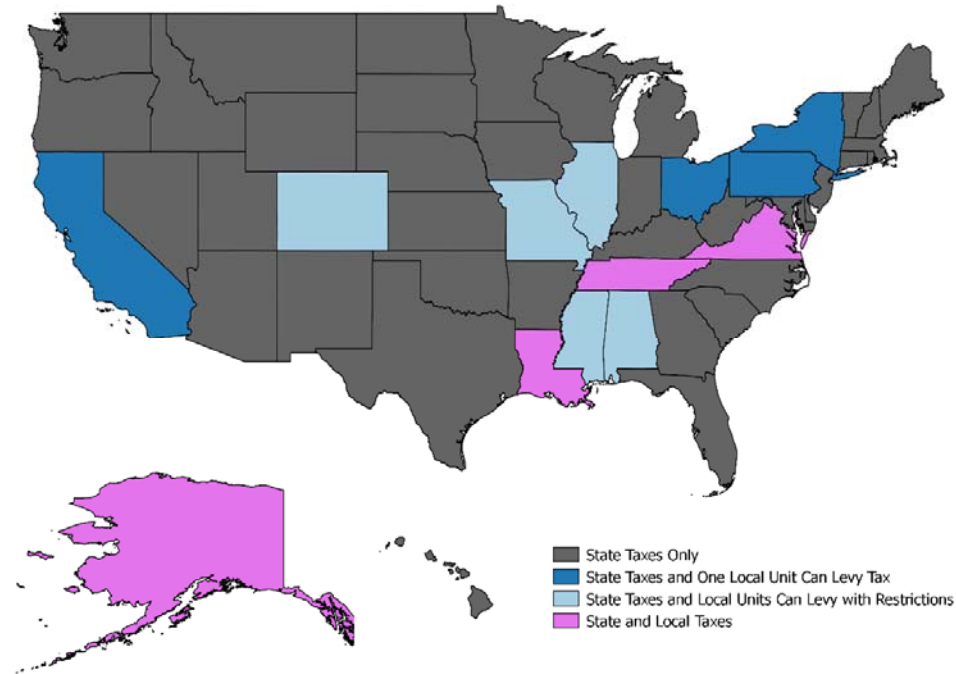 State Taxes Only
State Taxes and One Local Unit Can Levy Tax
State Taxes and Local Units Can Levy with Restrictions
State and Local Taxes